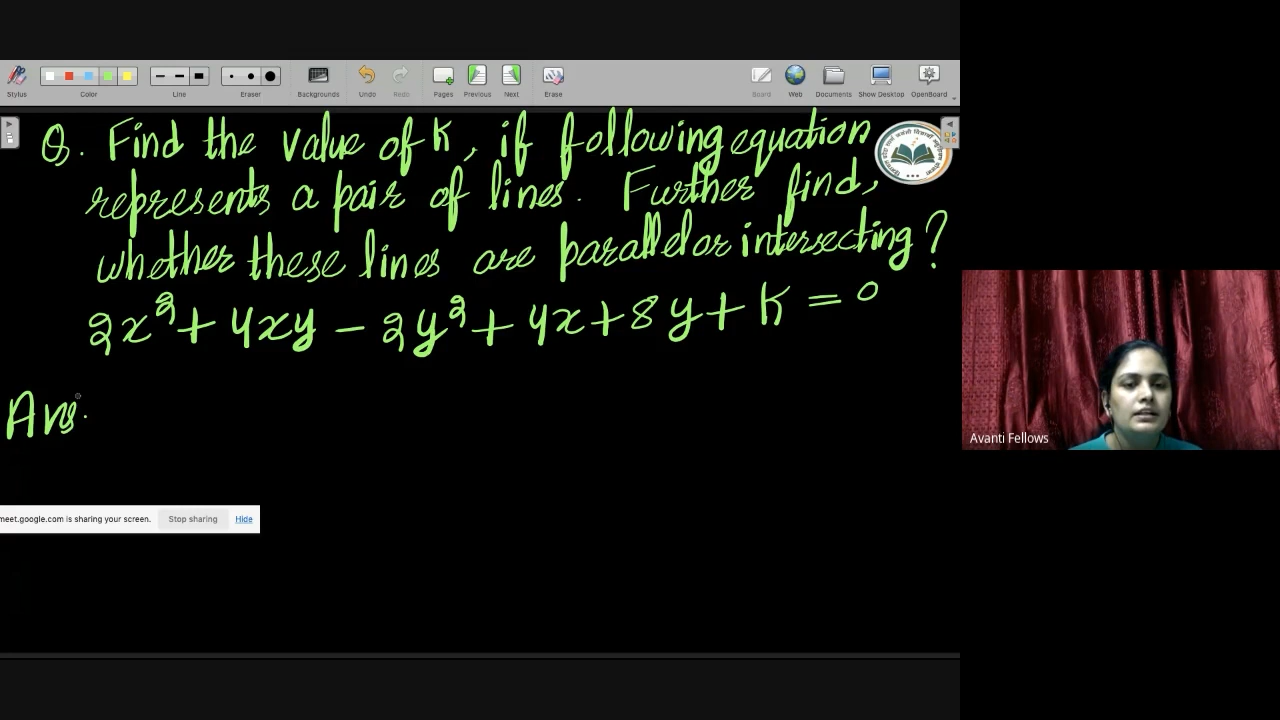 Stylus Color Line Eraser Backgrounds Undo Redo Pages Previous Next Erase Board Web Documents Show Desktop OpenBoard
Q. Find the value of k, if following equation
represents a pair of lines. Further find,
whether these lines are parallel or intersecting?
2x² + 4xy - 2y² + 4x + 8y + k = 0
Ans.
Avanti Fellows
meet.google.com is sharing your screen. Stop sharing Hide